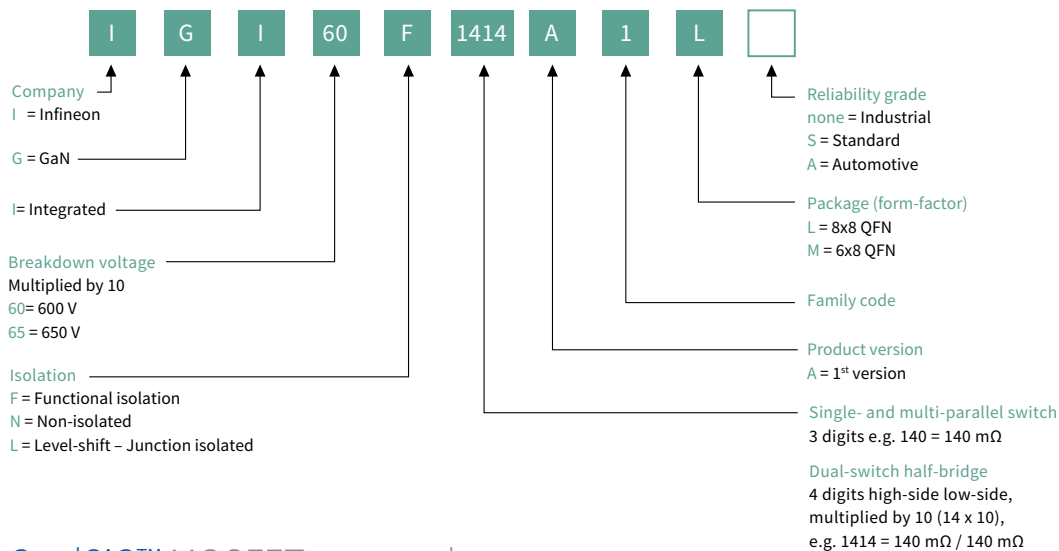 I G I 60 F 1414 A 1 L
Company
I = Infineon
G = GaN
I= Integrated
Breakdown voltage
Multiplied by 10
60= 600 V
65 = 650 V
Isolation
F = Functional isolation
N = Non-isolated
L = Level-shift – Junction isolated
Reliability grade
none = Industrial
S = Standard
A = Automotive
Package (form-factor)
L = 8x8 QFN
M = 6x8 QFN
Family code
Product version
A = 1st version
Single- and multi-parallel switch
3 digits e.g. 140 = 140 mΩ
Dual-switch half-bridge
4 digits high-side low-side,
multiplied by 10 (14 x 10),
e.g. 1414 = 140 mΩ / 140 mΩ